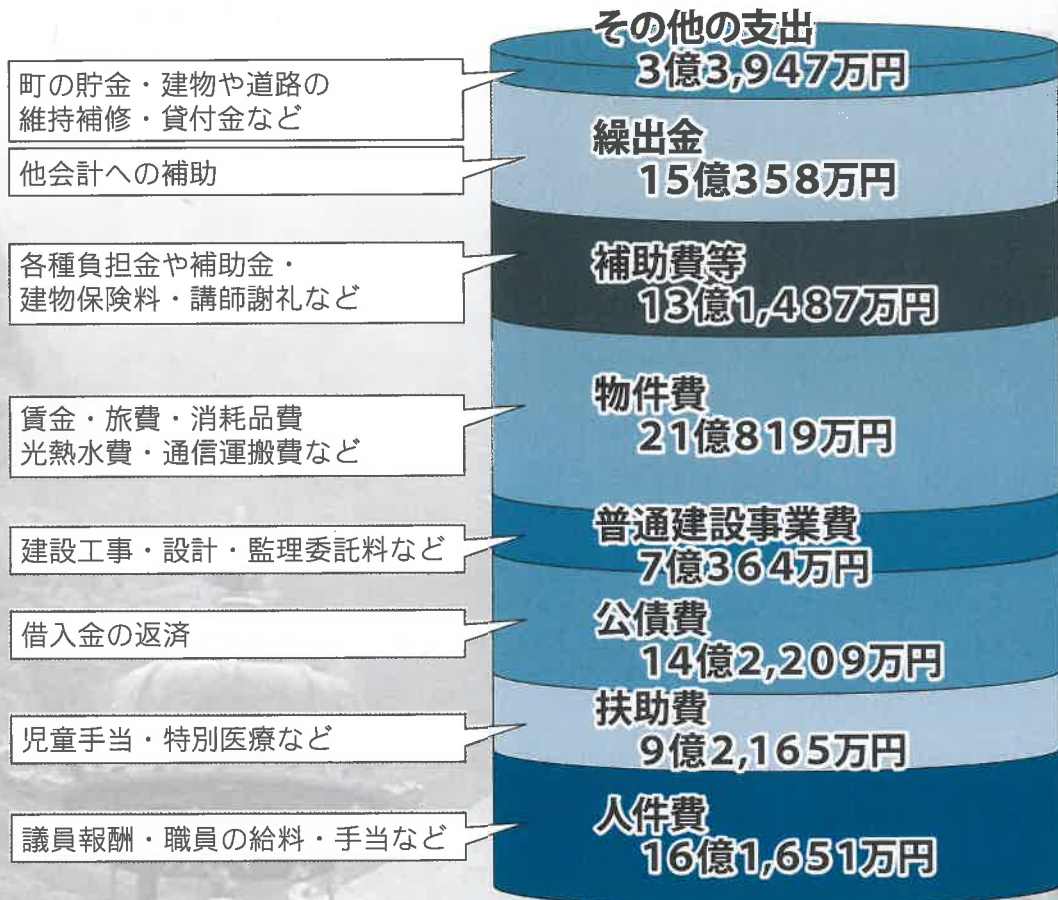 その他の支出
3億3,947万円
町の貯金・建物や道路の
維持補修・貸付金など
繰出金
15億358万円
他会計への補助
補助費等
13億1,487万円
各種負担金や補助金・
建物保険料・講師謝礼など
物件費
21億819万円
賃金・旅費・消耗品費
光熱水費・通信運搬費など
普通建設事業費
7億364万円
建設工事・設計・監理委託料など
公債費
14億2,209万円
借入金の返済
扶助費
9億2,165万円
児童手当・特別医療など
人件費
16億1,651万円
議員報酬・職員の給料・手当など